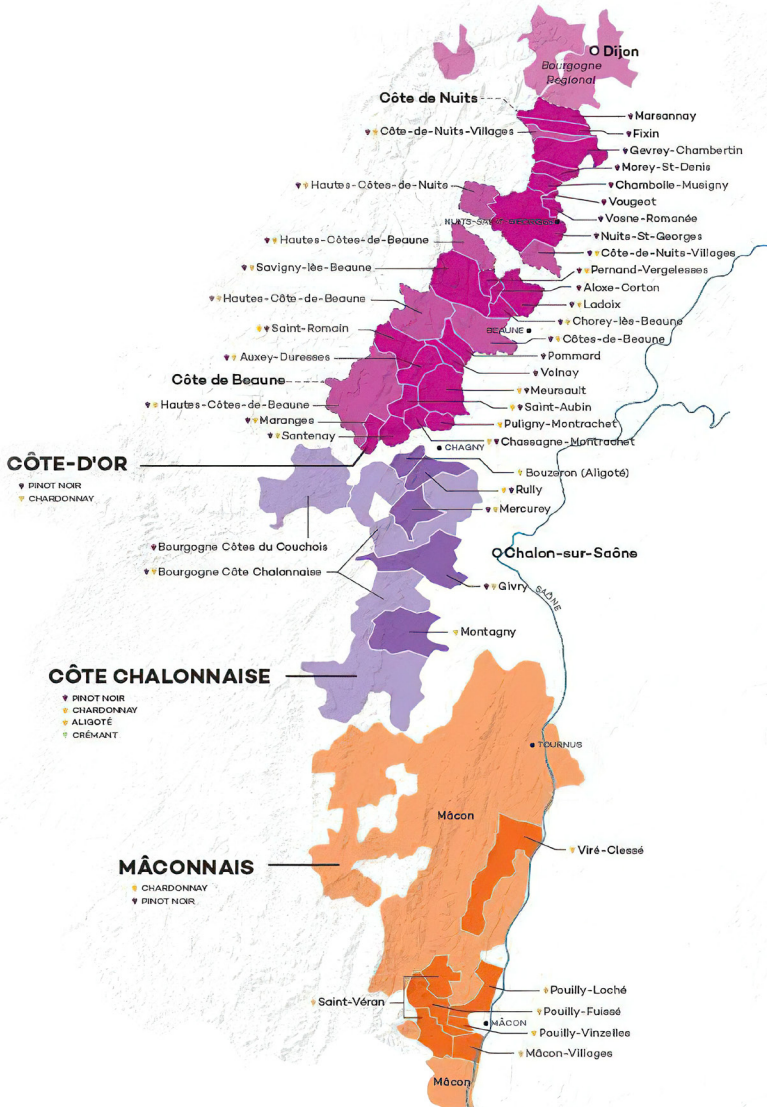 Dijon
Bourgogne
Regional
Côte de Nuits
Marsannay
Côte-de-Nuits-Villages
Fixin
Gevrey-Chambertin
Morey-St-Denis
Hautes-Côtes-de-Nuits
Chambolle-Musigny
Vougeot
Vosne-Romanée
Nuits-St-Georges
Hautes-Côtes-de-Beaune
Côte-de-Nuits-Villages
Savigny-lès-Beaune
Pernand-Vergelesses
Aloxe-Corton
Hautes-Côte-de-Beaune
Ladoix
Chorey-lès-Beaune
Saint-Romain
BEAUNE
Côtes-de-Beaune
Auxey-Duresses
Pommard
Volnay
Côte de Beaune
Meursault
Hautes-Côtes-de-Beaune
Saint-Aubin
Maranges
Puligny-Montrachet
Santenay
Chassagne-Montrachet
CHAGNY
CÔTE-D'OR
PINOT NOIR
CHARDONNAY
Bouzeron (Aligoté)
Rully
Mercurey
Bourgogne Côtes du Couchois
Chalon-sur-Saône
Bourgogne Côte Chalonnaise
Givry
SAÔNE
Montagny
CÔTE CHALONNAISE
PINOT NOIR
CHARDONNAY
ALIGOTÉ
CRÉMANT
TOURNUS
Mâcon
Viré-Clessé
MÂCONNAIS
CHARDONNAY
PINOT NOIR
Pouilly-Loché
Saint-Véran
Pouilly-Fuissé
MÂCON
Pouilly-Vinzelles
Mâcon-Villages
Mâcon